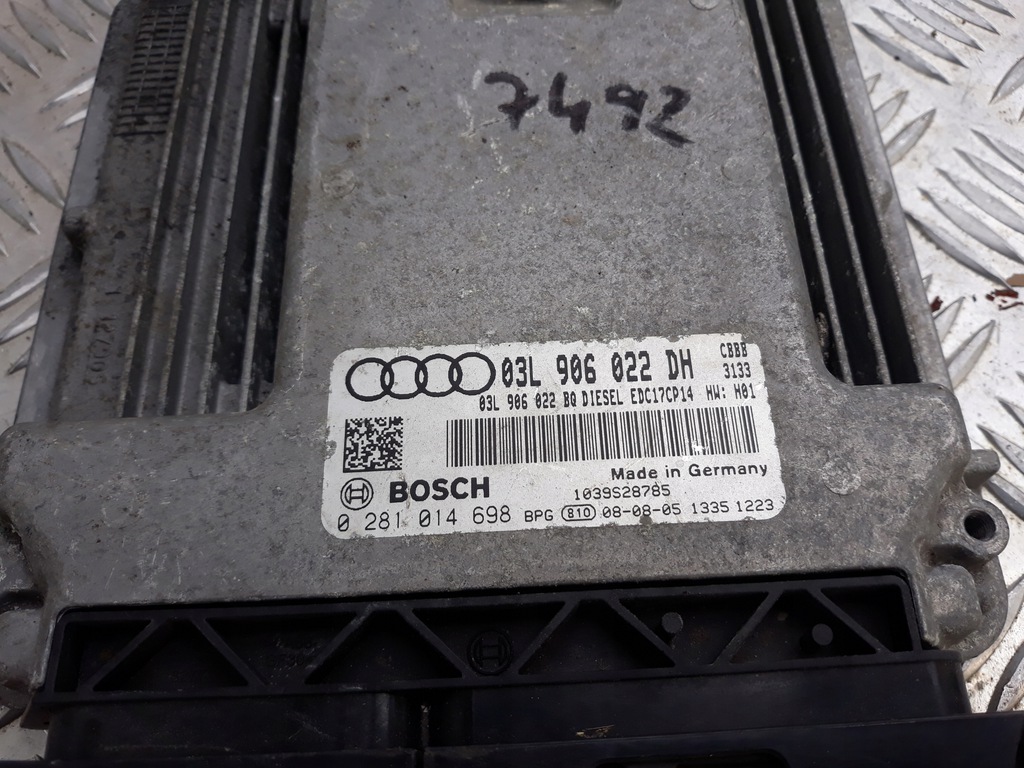 7492
03L 906 022 DH CBBB
3133
03L 906 022 BQ DIESEL EDC17CP14 HW: H01
Made in Germany
BOSCH 1039S28785
0 281 014 698 BPG B10 08-08-05 1335 1223